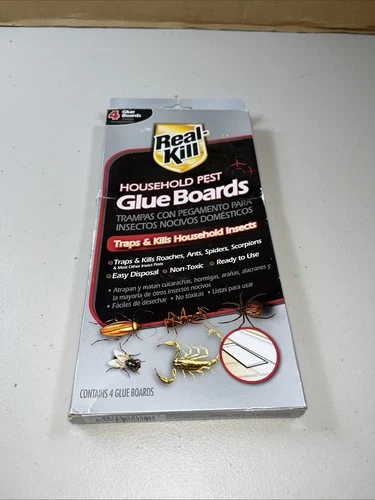 4 Glue
Boards
Real-
Kill
HOUSEHOLD PEST
Glue Boards
TRAMPAS CON PEGAMENTO PARA
INSECTOS NOCIVOS DOMÉSTICOS
Traps & Kills Household Insects
• Traps & Kills Roaches, Ants, Spiders, Scorpions
& Most Other Insect Pests
• Easy Disposal • Non-Toxic • Ready to Use
• Atrapan y matan cucarachas, hormigas, arañas, alacranes y
la mayoría de otros insectos nocivos
• Fáciles de desechar • No tóxicas • Listas para usar
CONTAINS 4 GLUE BOARDS